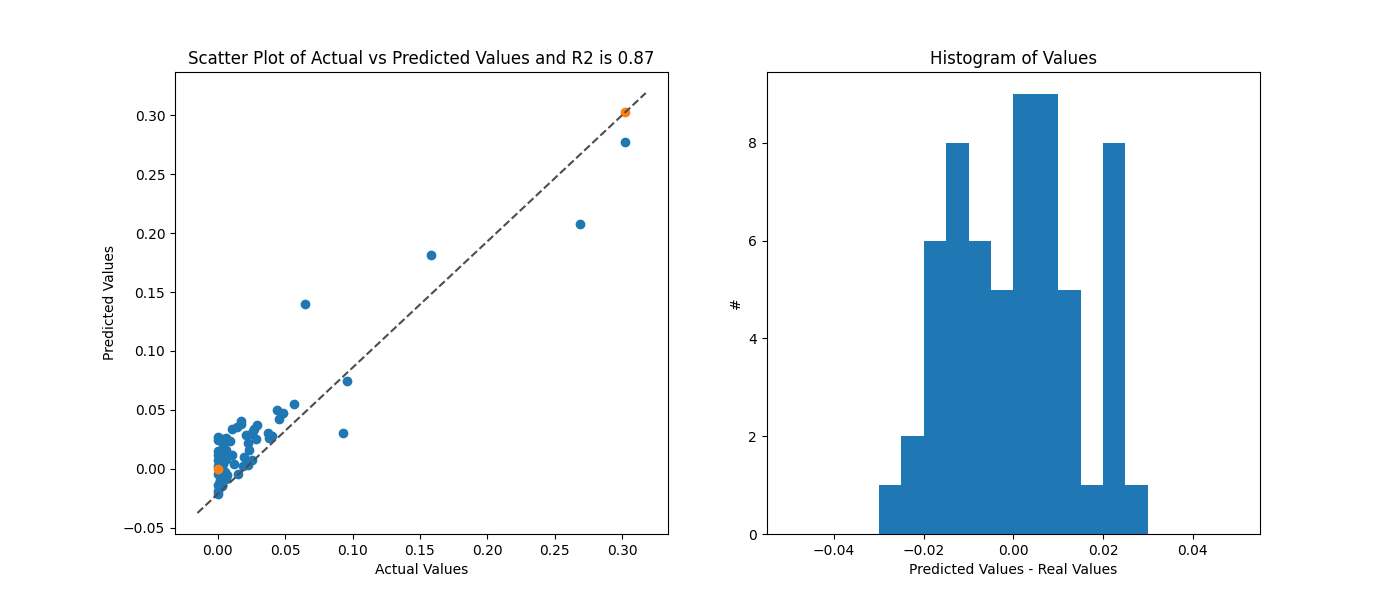 Scatter Plot of Actual vs Predicted Values and R2 is 0.87
0.30
0.25
0.20
0.15
0.10
0.05
0.00
−0.05
Predicted Values
0.00 0.05 0.10 0.15 0.20 0.25 0.30
Actual Values
Histogram of Values
8
6
4
2
0
#
−0.04 −0.02 0.00 0.02 0.04
Predicted Values - Real Values